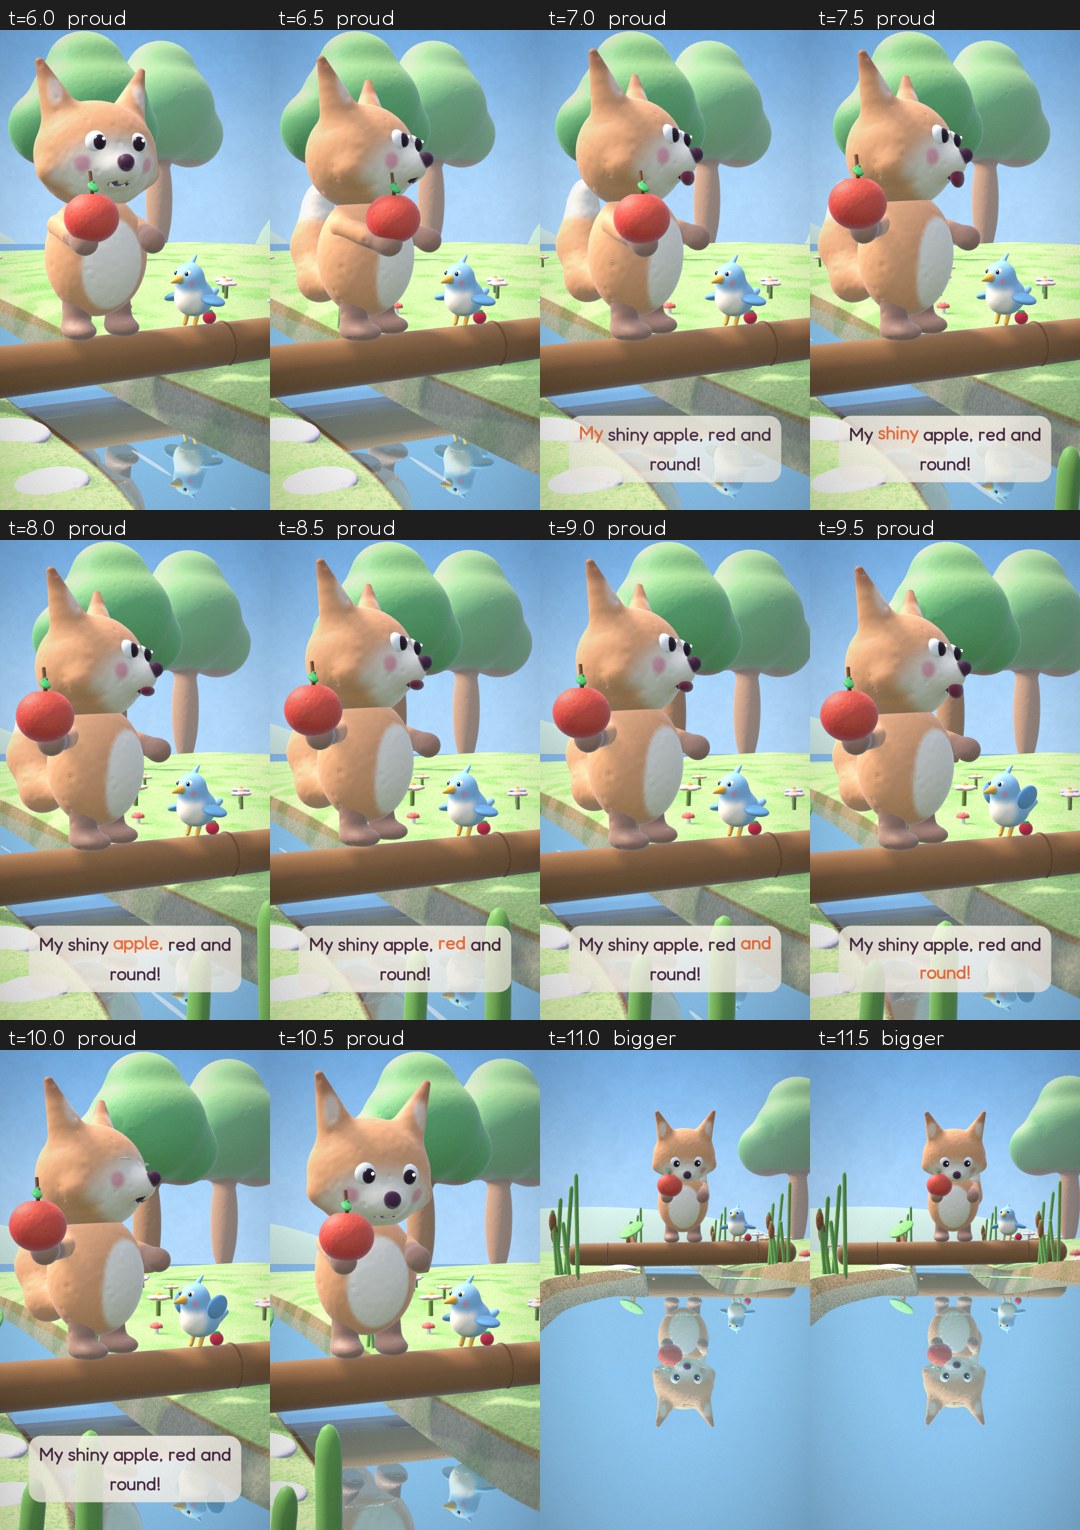 t=6.0 proud
t=6.5 proud
t=7.0 proud
t=7.5 proud
My shiny apple, red and
round!
My shiny apple, red and
round!
t=8.0 proud
t=8.5 proud
t=9.0 proud
t=9.5 proud
My shiny apple, red and
round!
My shiny apple, red and
round!
My shiny apple, red and
round!
My shiny apple, red and
round!
t=10.0 proud
t=10.5 proud
t=11.0 bigger
t=11.5 bigger
My shiny apple, red and
round!